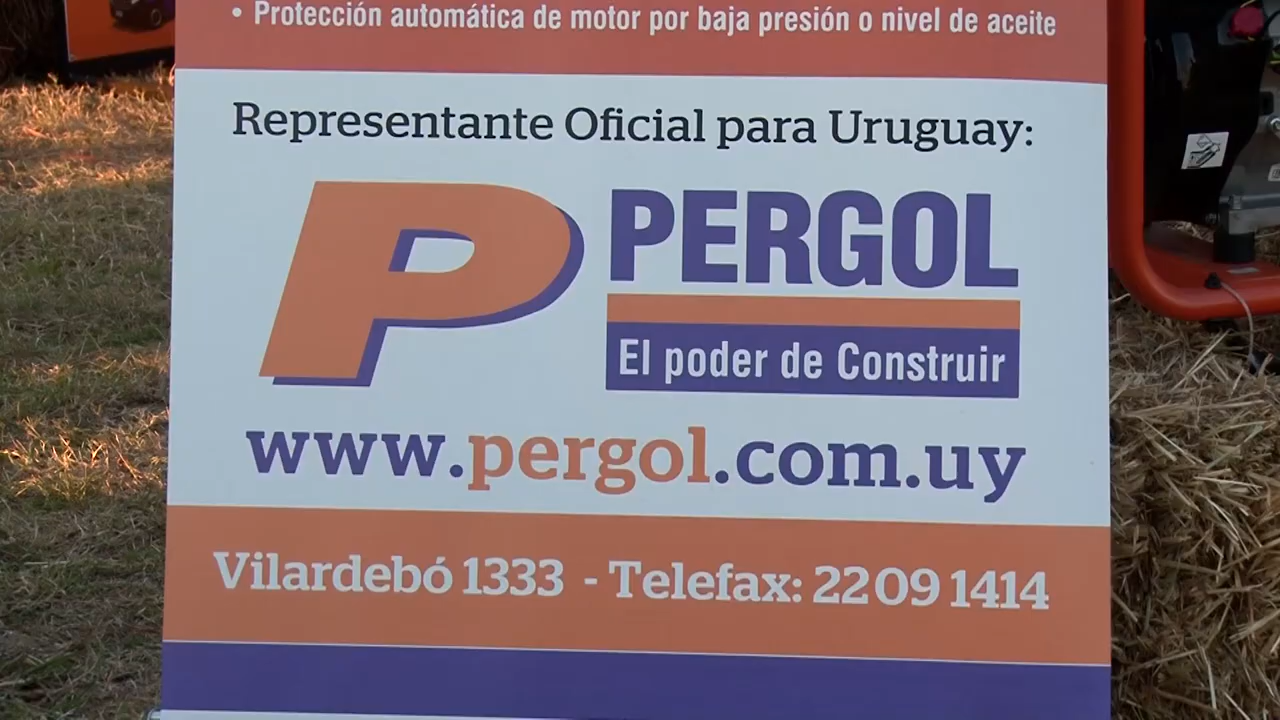 • Protección automática de motor por baja presión o nivel de aceite
Representante Oficial para Uruguay:
P PERGOL
El poder de Construir
www.pergol.com.uy
Vilardebó 1333 - Telefax: 2209 1414